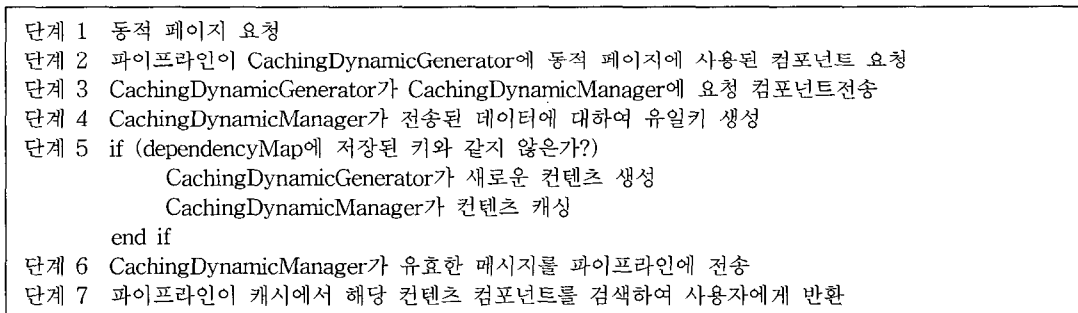 단계 1 동적 페이지 요청
단계 2 파이프라인이 CachingDynamicGenerator에 동적 페이지에 사용된 컴포넌트 요청
단계 3 CachingDynamicGenerator가 CachingDynamicManager에 요청 컴포넌트전송
단계 4 CachingDynamicManager가 전송된 데이터에 대하여 유일키 생성
단계 5 if (dependencyMap에 저장된 키와 같지 않은가?)
CachingDynamicGenerator가 새로운 컨텐츠 생성
CachingDynamicManager가 컨텐츠 캐싱
end if
단계 6 CachingDynamicManager가 유효한 메시지를 파이프라인에 전송
단계 7 파이프라인이 캐시에서 해당 컨텐츠 컴포넌트를 검색하여 사용자에게 반환